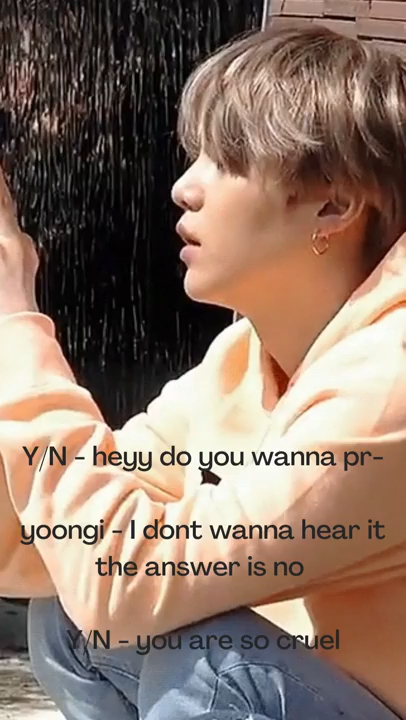 Y/N - heyy do you wanna pr-
yoongi - I dont wanna hear it
the answer is no
Y/N - you are so cruel